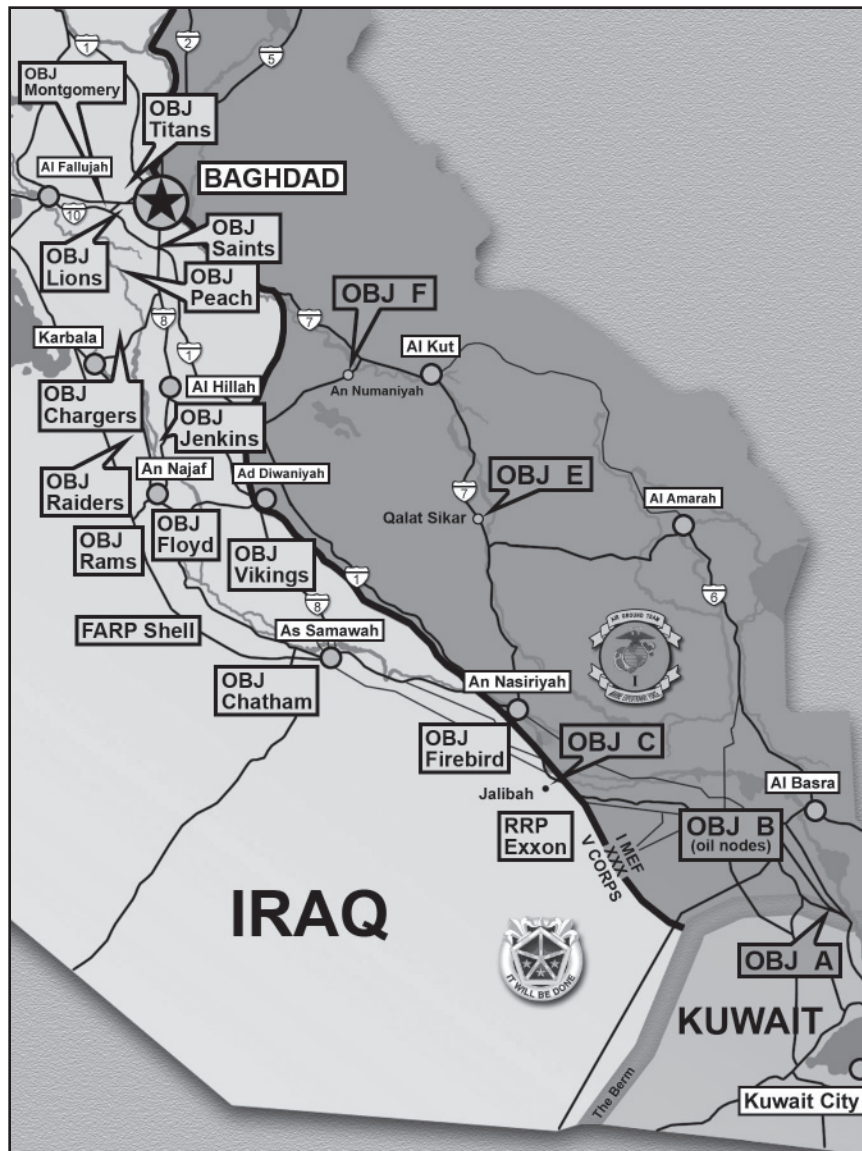 1
2
5
OBJ
Montgomery
OBJ
Titans
Al Fallujah
BAGHDAD
10
OBJ
Lions
OBJ
Saints
OBJ
Peach
OBJ F
7
8
Karbala
1
Al Kut
Al Hillah
An Numaniyah
OBJ
Chargers
OBJ
Jenkins
OBJ
Raiders
An Najaf
Ad Diwaniyah
OBJ E
7
Qalat Sikar
Al Amarah
OBJ
Rams
OBJ
Floyd
OBJ
Vikings
1
6
8
FARP Shell
As Samawah
AIR GROUND TEAM
I
OBJ
Chatham
An Nasiriyah
OBJ
Firebird
OBJ C
Jalibah
Al Basra
RRP
Exxon
OBJ B
(oil nodes)
I MEF
XXX
V CORPS
IRAQ
IT WILL BE DONE
OBJ A
KUWAIT
The Berm
Kuwait City